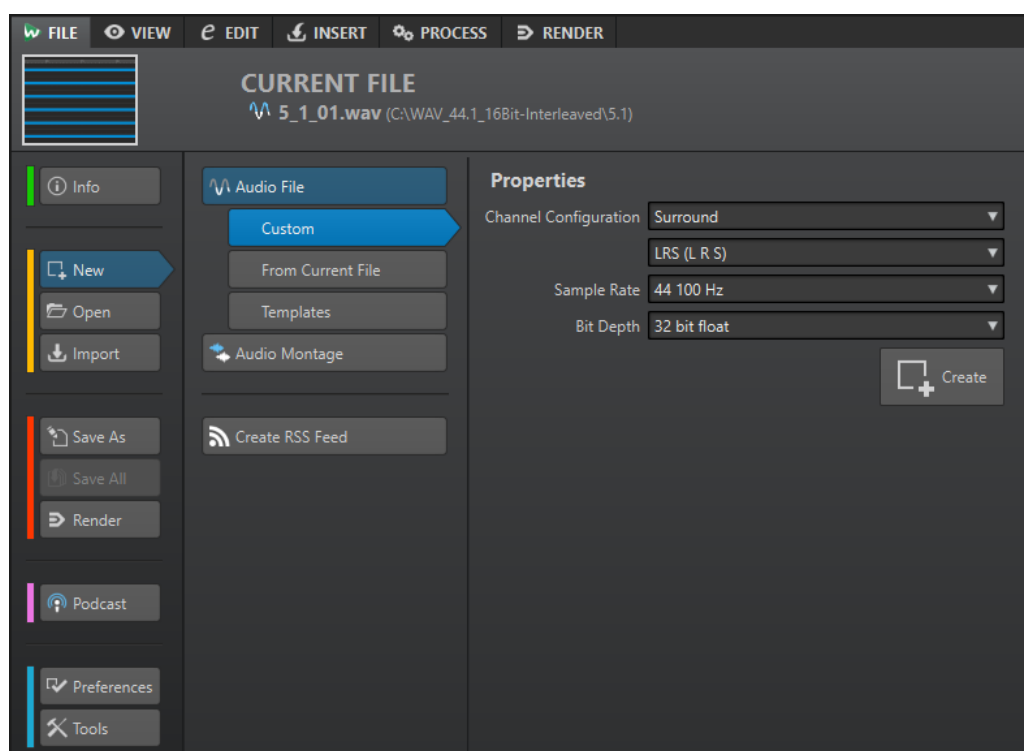 FILE VIEW EDIT INSERT PROCESS RENDER
CURRENT FILE
5_1_01.wav (C:\WAV_44.1_16Bit-Interleaved\5.1)
Info
New
Open
Import
Save As
Save All
Render
Podcast
Preferences
Tools
Audio File
Custom
From Current File
Templates
Audio Montage
Create RSS Feed
Properties
Channel Configuration Surround
LRS (L R S)
Sample Rate 44 100 Hz
Bit Depth 32 bit float
Create